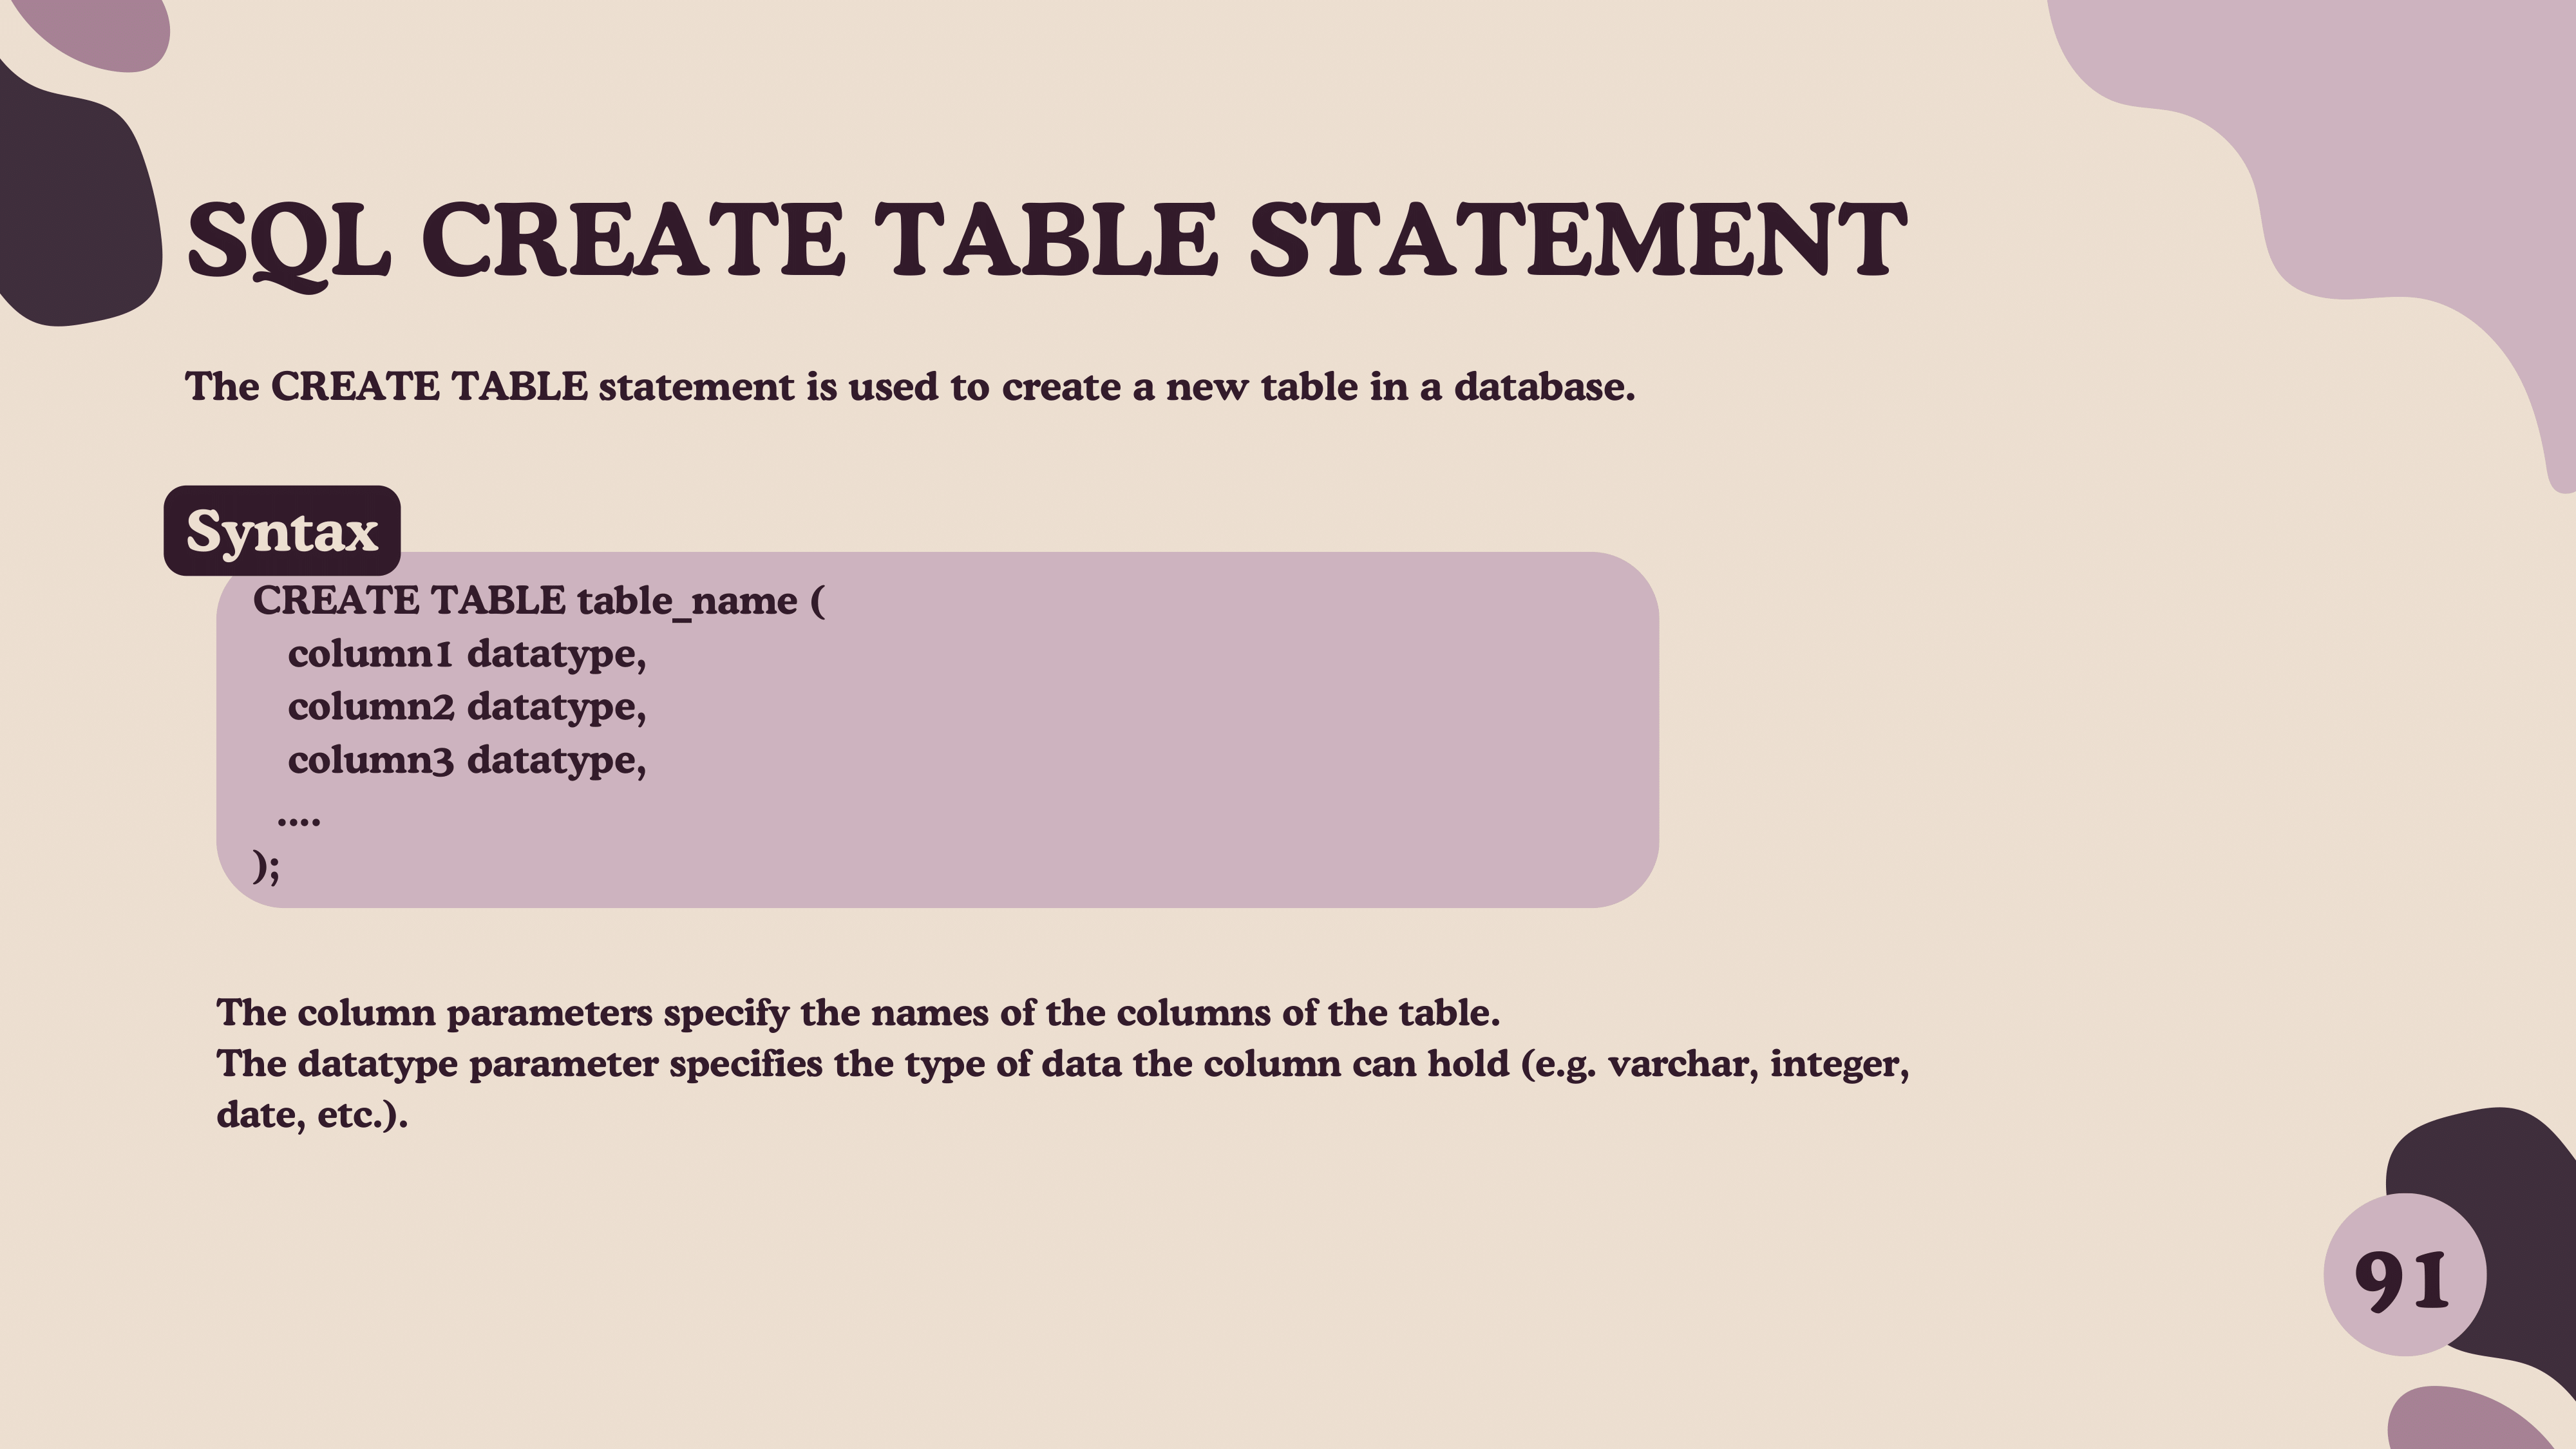 SQL CREATE TABLE STATEMENT
The CREATE TABLE statement is used to create a new table in a database.
Syntax
CREATE TABLE table_name (
column1 datatype,
column2 datatype,
column3 datatype,
....
);
The column parameters specify the names of the columns of the table.
The datatype parameter specifies the type of data the column can hold (e.g. varchar, integer,
date, etc.).
91